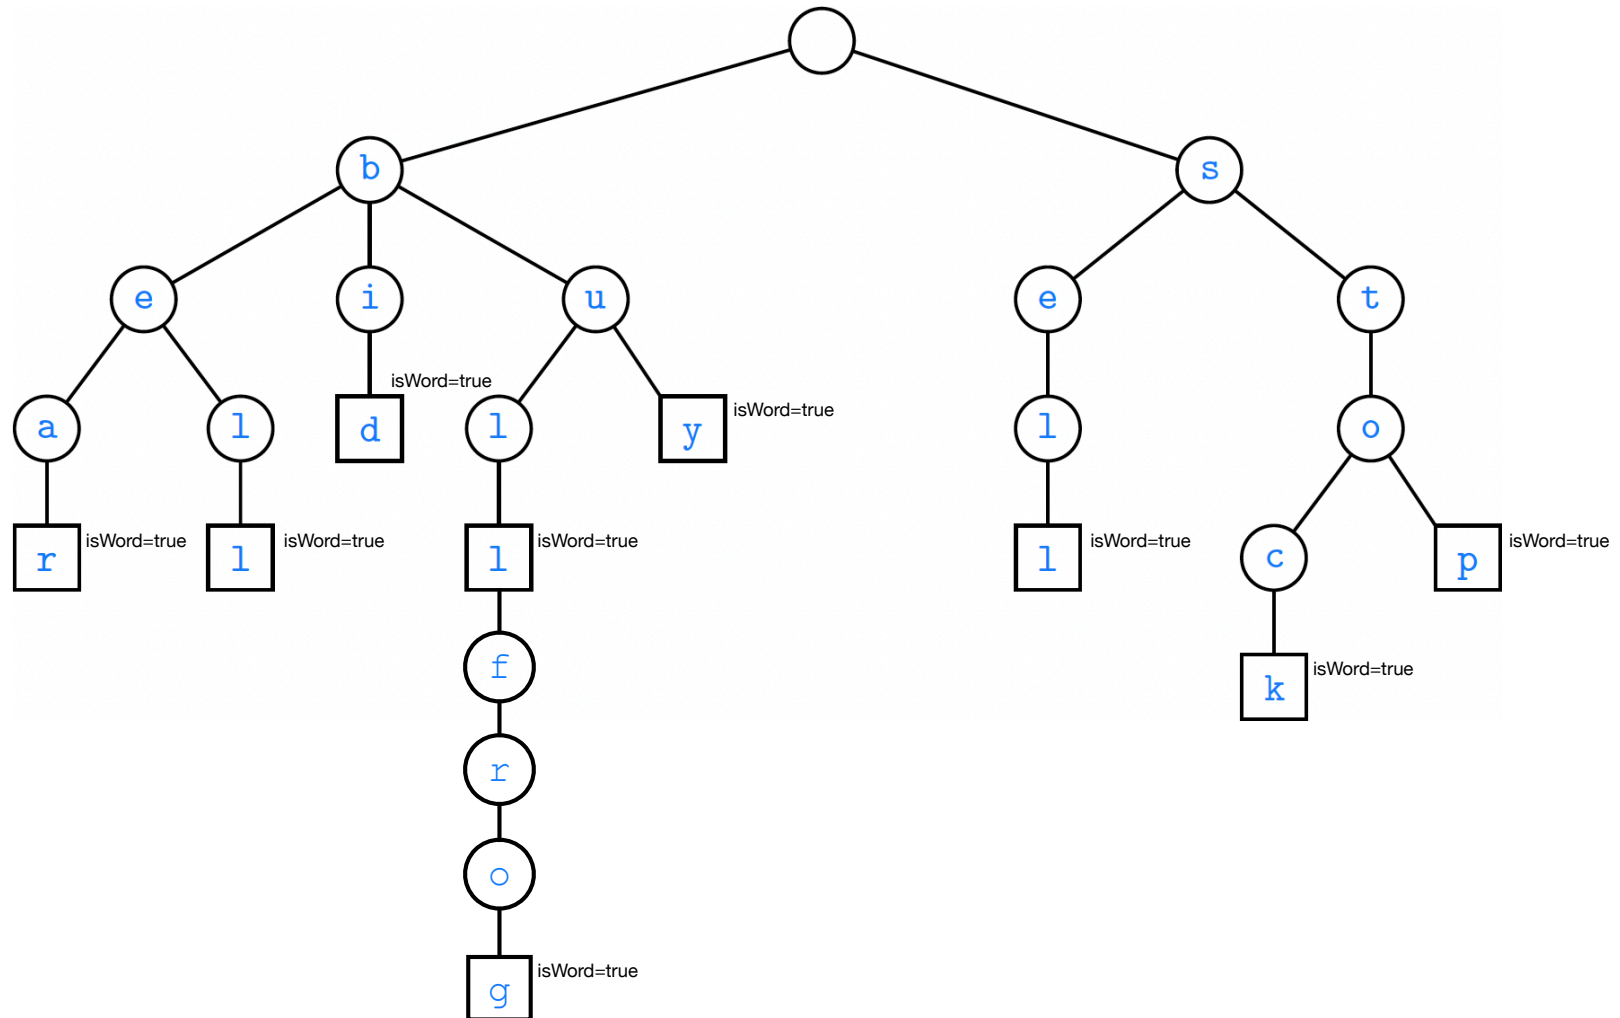 b s
e i u e t
isWord=true
a l d l y isWord=true l o
r isWord=true l isWord=true l isWord=true l isWord=true c p isWord=true
f
k isWord=true
r
o
g isWord=true